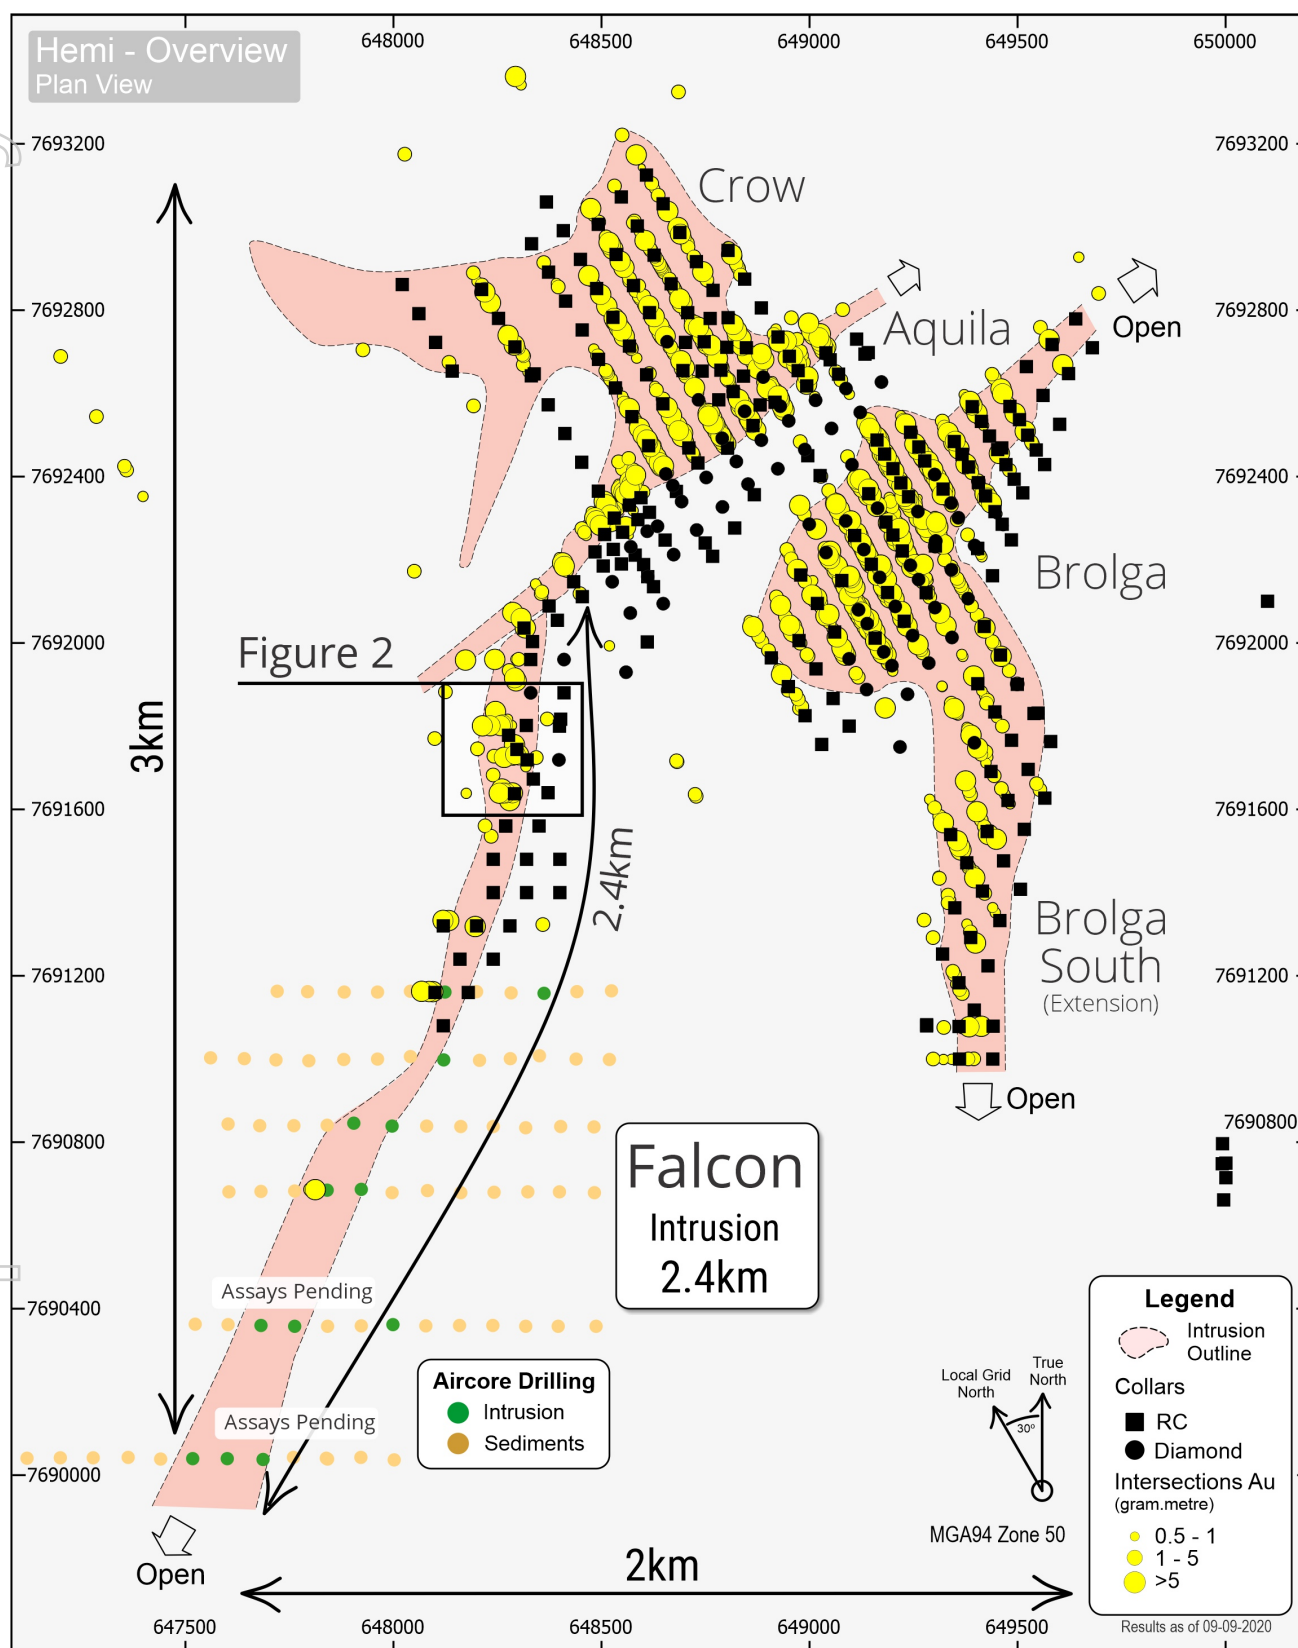 Hemi - Overview
Plan View
648000
648500
649000
649500
650000
7693200
7693200
Crow
7692800
7692800
Aquila
Open
7692400
7692400
Brolga
7692000
7692000
Figure 2
3km
7691600
7691600
2.4km
Brolga
South
(Extension)
7691200
7691200
Open
7690800
7690800
Falcon
Intrusion
2.4km
Assays Pending
7690400
7690400
Aircore Drilling
Intrusion
Sediments
Assays Pending
7690000
Open
Local Grid
North
True
North
30º
MGA94 Zone 50
Legend
Intrusion
Outline
Collars
RC
Diamond
Intersections Au
(gram.metre)
0.5 - 1
1 - 5
>5
Results as of 09-09-2020
2km
647500
648000
648500
649000
649500